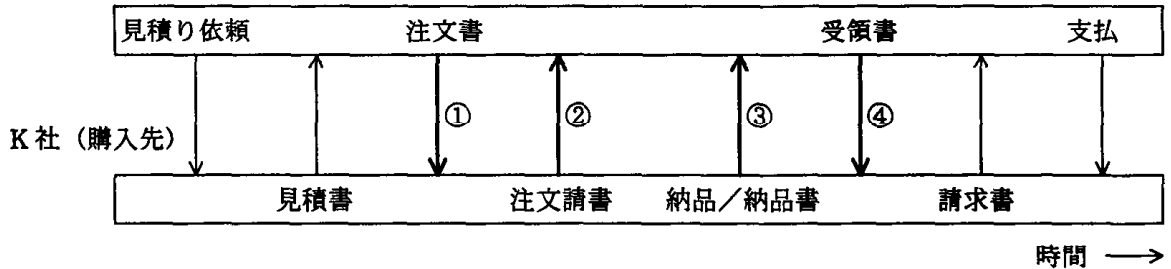 見積り依頼 注文書 受領書 支払
① ② ③ ④
K社（購入先）
見積書 注文請書 納品／納品書 請求書
時間